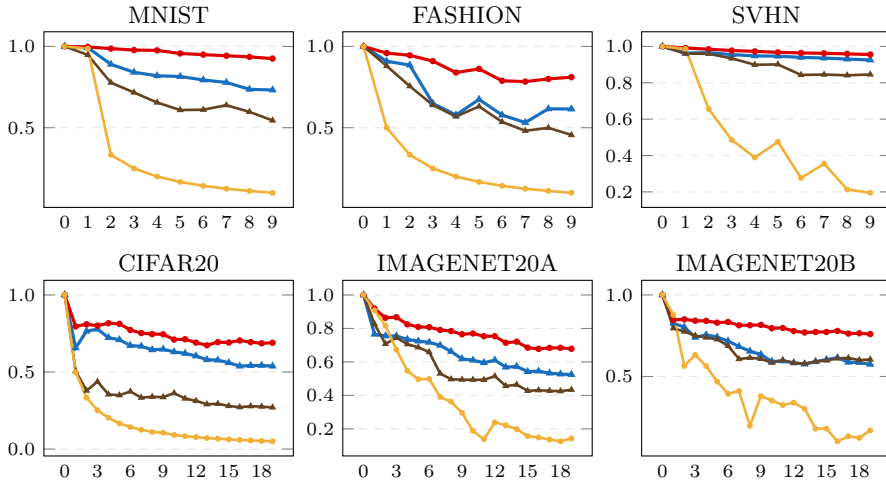 MNIST FASHION SVHN
1.0 1.0 1.0
0.8
0.5 0.5 0.6
0.4
0.2
0 1 2 3 4 5 6 7 8 9 0 1 2 3 4 5 6 7 8 9 0 1 2 3 4 5 6 7 8 9
CIFAR20 IMAGENET20A IMAGENET20B
1.0 1.0 1.0
0.8
0.5 0.6 0.5
0.4
0.0 0.2
0 3 6 9 12 15 18 0 3 6 9 12 15 18 0 3 6 9 12 15 18